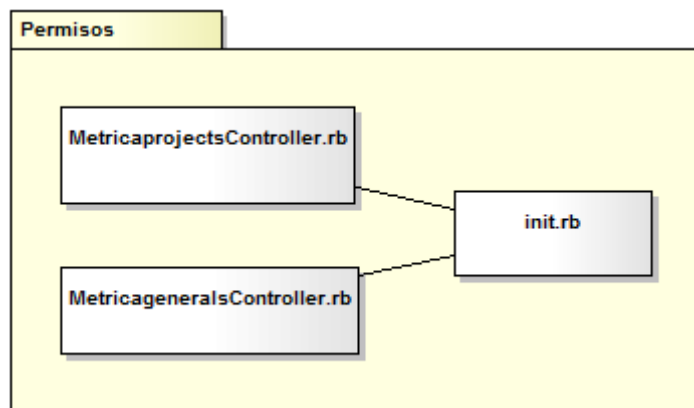 Permisos
MetricaprojectsController.rb
init.rb
MetricageneralsController.rb